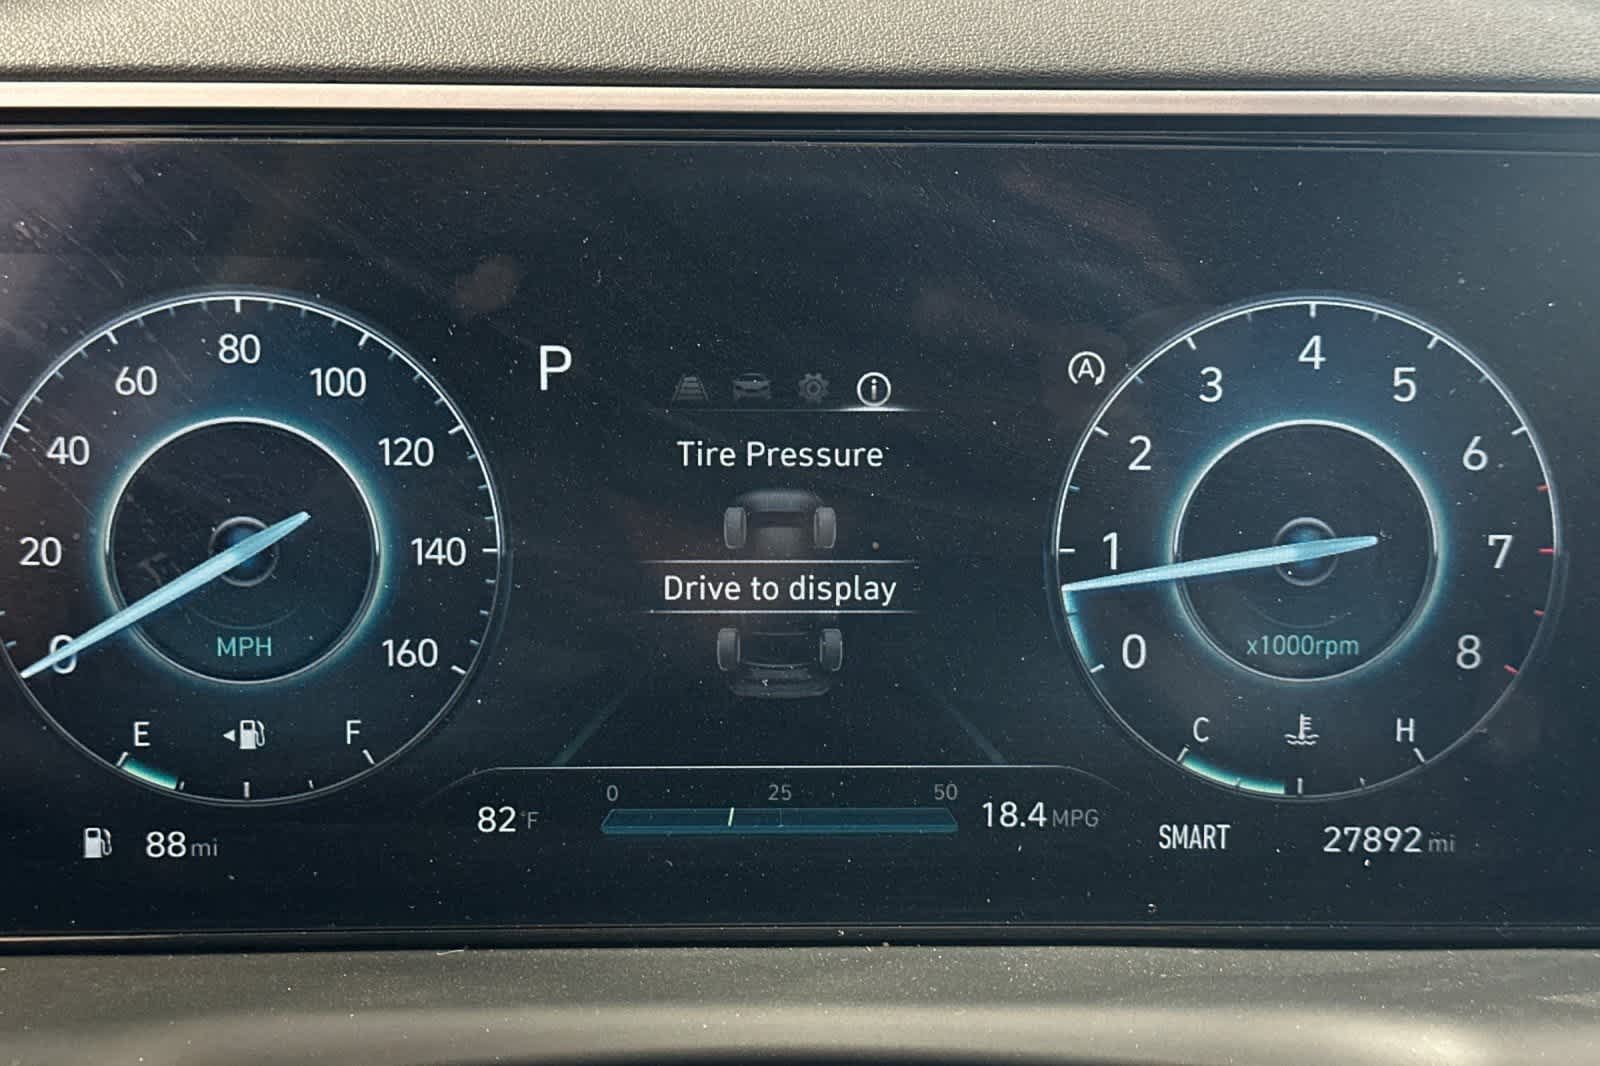 P
A
i
Tire Pressure
Drive to display
0 20 40 60 80 100 120 140 160
MPH
E F
88 mi
82°F
0 25 50
18.4 MPG
0 1 2 3 4 5 6 7 8
x1000rpm
C H
SMART
27892 mi